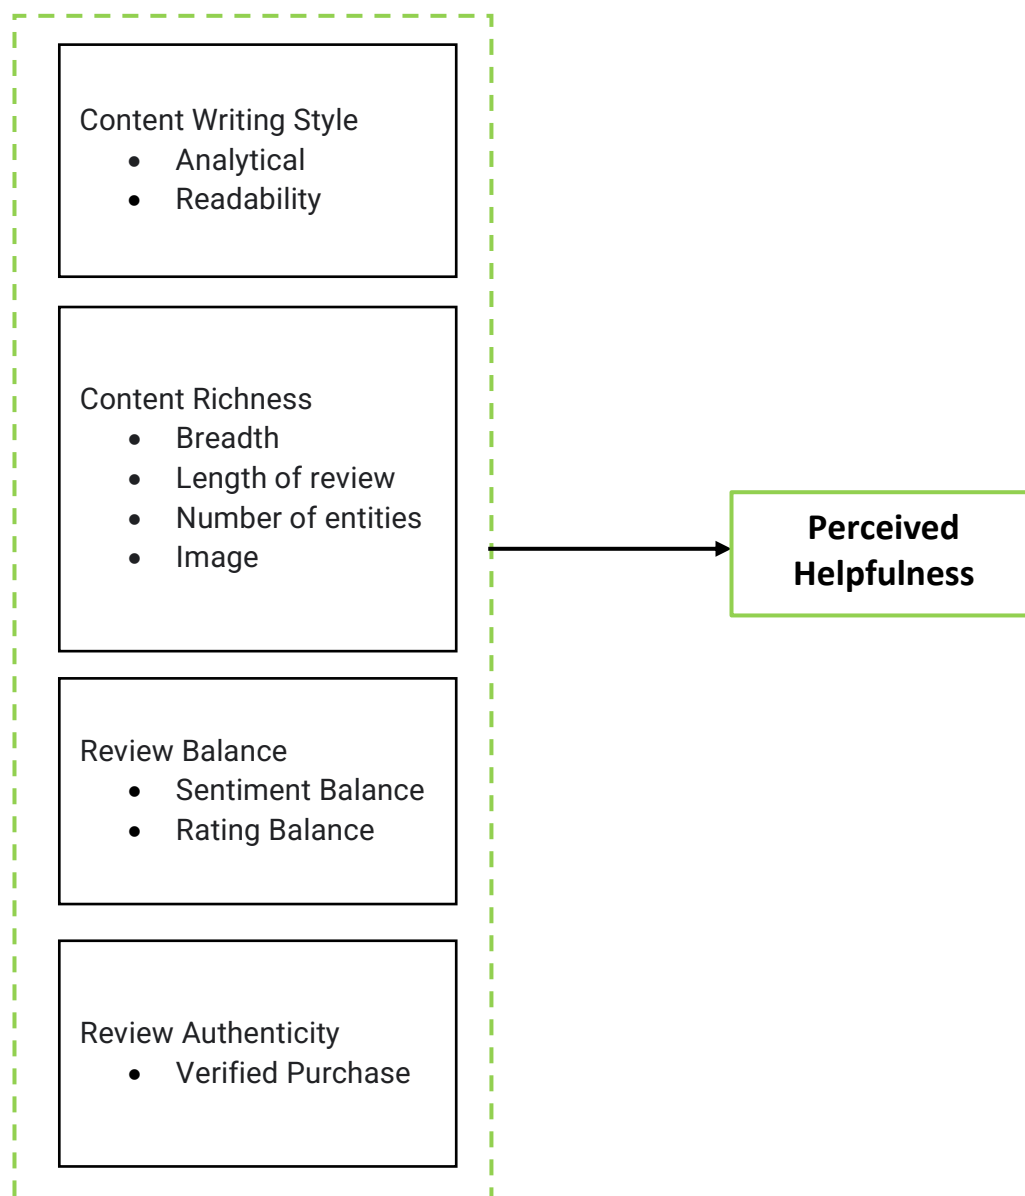 Content Writing Style
• Analytical
• Readability
Content Richness
• Breadth
• Length of review
• Number of entities
• Image
Perceived
Helpfulness
Review Balance
• Sentiment Balance
• Rating Balance
Review Authenticity
• Verified Purchase